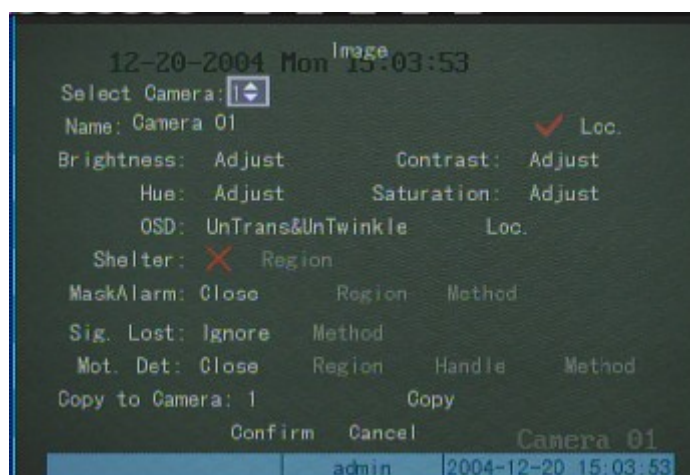 Image
12-20-2004 Mon 15:03:53
Select Camera: 1
Name: Camera 01 Loc.
Brightness: Adjust Contrast: Adjust
Hue: Adjust Saturation: Adjust
OSD: UnTrans&UnTwinkle Loc.
Shelter: Region
MaskAlarm: Close Region Method
Sig. Lost: Ignore Method
Mot. Det: Close Region Handle Method
Copy to Camera: 1 Copy
Confirm Cancel
Camera 01
admin 2004-12-20 15:03:53